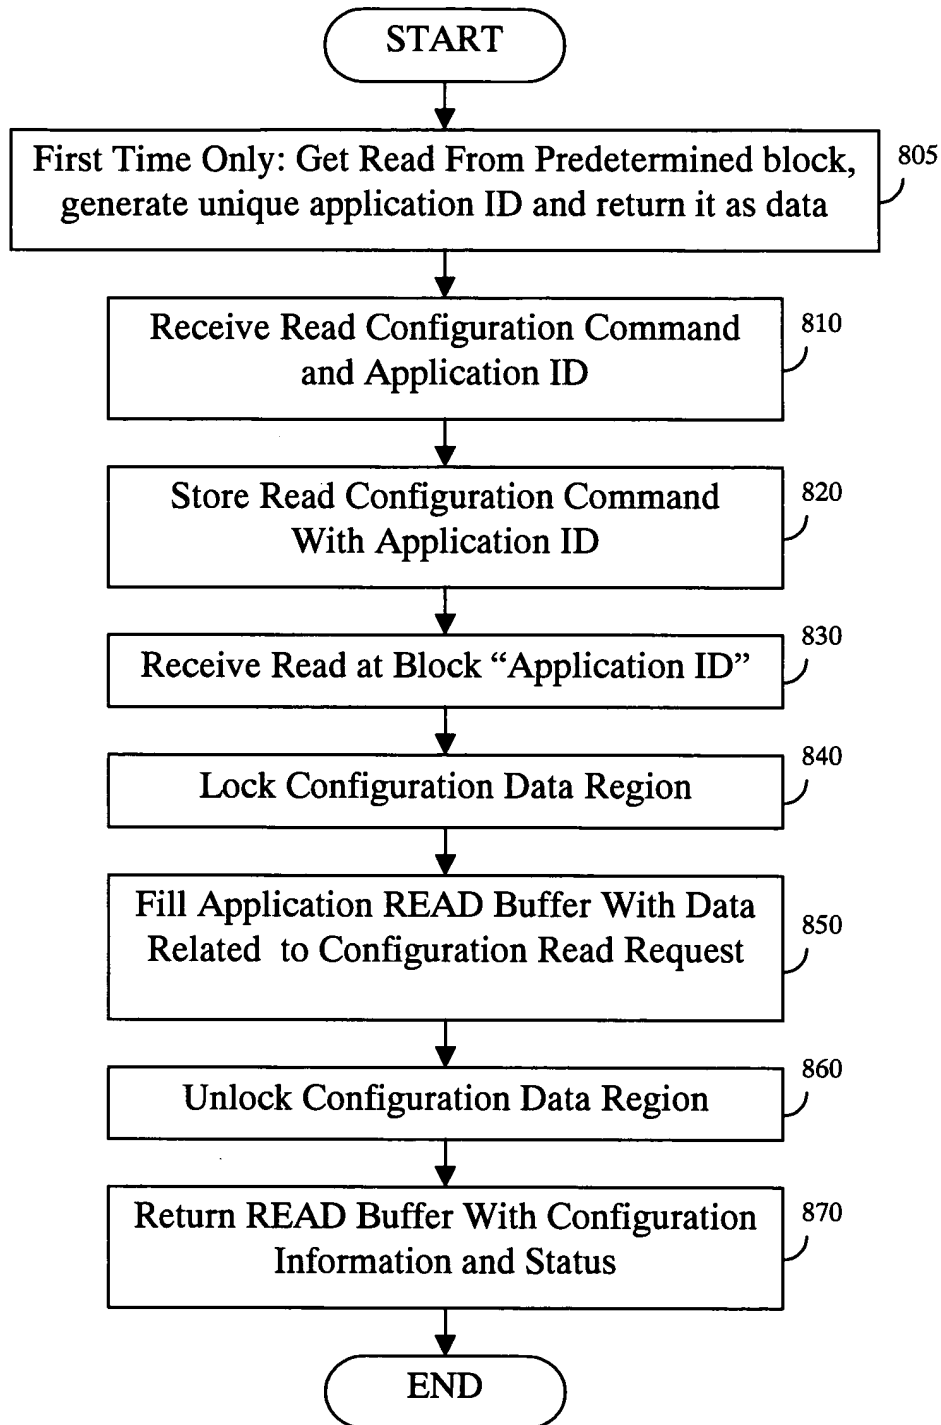 START
First Time Only: Get Read From Predetermined block,
generate unique application ID and return it as data
805
Receive Read Configuration Command
and Application ID
810
Store Read Configuration Command
With Application ID
820
Receive Read at Block “Application ID”
830
Lock Configuration Data Region
840
Fill Application READ Buffer With Data
Related to Configuration Read Request
850
Unlock Configuration Data Region
860
Return READ Buffer With Configuration
Information and Status
870
END